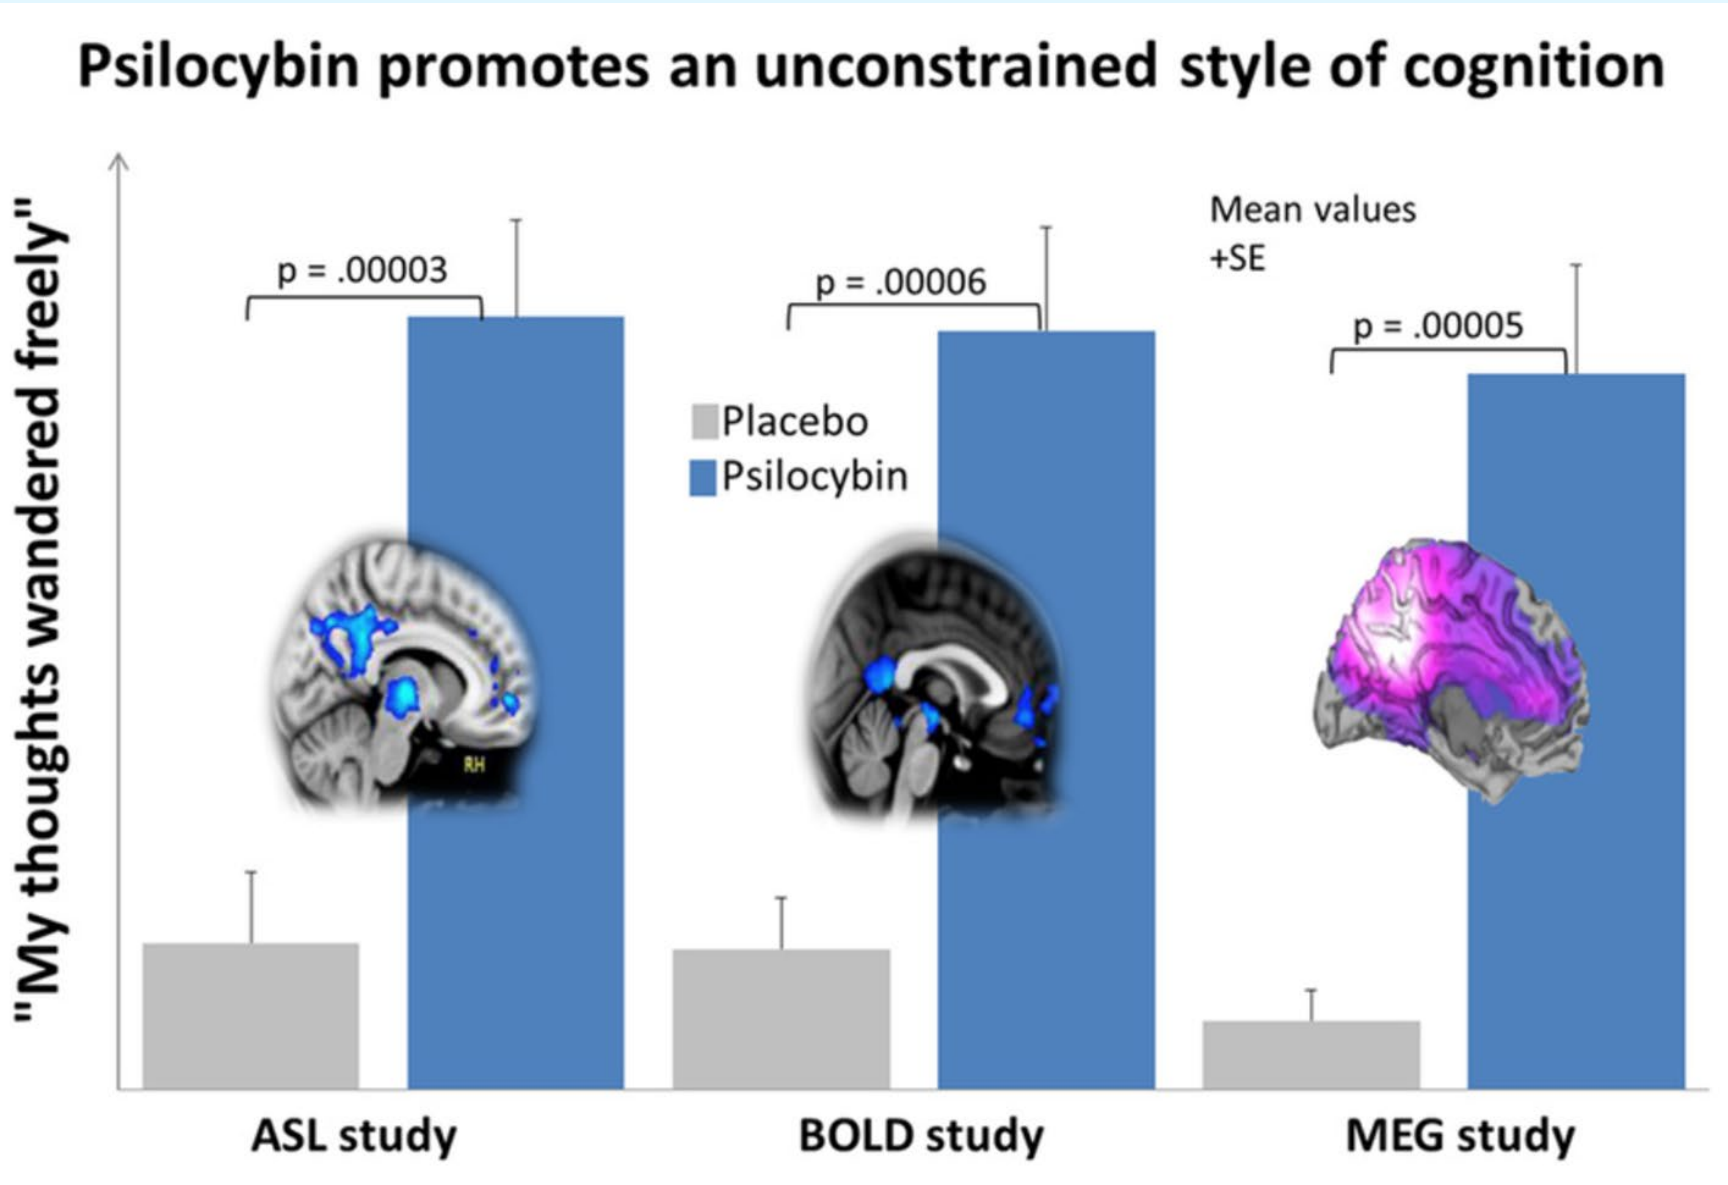 Psilocybin promotes an unconstrained style of cognition
"My thoughts wandered freely"
Mean values
+SE
p = .00003
p = .00006
p = .00005
Placebo
Psilocybin
RH
ASL study
BOLD study
MEG study